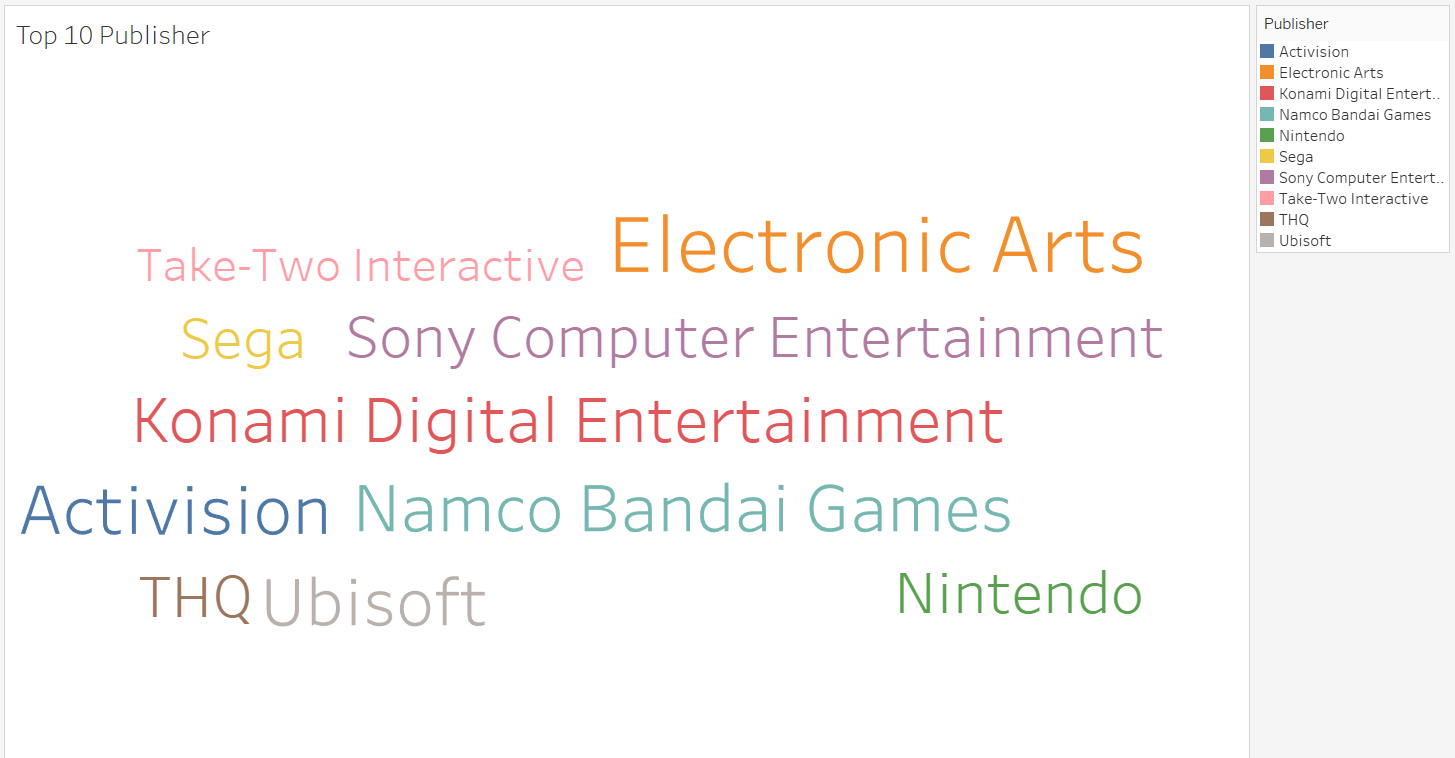 Top 10 Publisher
Take-Two Interactive
Electronic Arts
Sega
Sony Computer Entertainment
Konami Digital Entertainment
Activision
Namco Bandai Games
THQ
Ubisoft
Nintendo
Publisher
Activision
Electronic Arts
Konami Digital Entert..
Namco Bandai Games
Nintendo
Sega
Sony Computer Entert..
Take-Two Interactive
THQ
Ubisoft